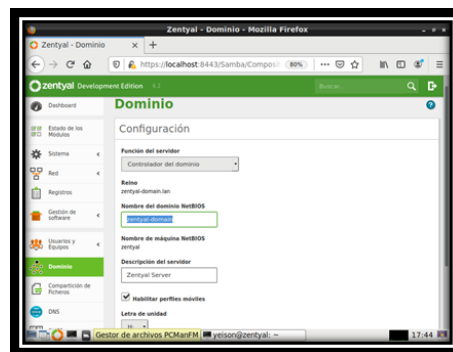 Zentyal - Dominio - Mozilla Firefox
Zentyal - Dominio × +
https://localhost:8443/Samba/Composit 80%
zentyal Development Edition 6.2
Buscar...
Dashboard
Estado de los Módulos
Sistema
Red
Registros
Gestión de software
Usuarios y Equipos
Dominio
Compartición de Ficheros
DNS
Dominio
Configuración
Función del servidor
Controlador del dominio
Reino
zentyal-domain.lan
Nombre del dominio NetBIOS
zentyal-domain
Nombre de máquina NetBIOS
zentyal
Descripción del servidor
Zentyal Server
Habilitar perfiles móviles
Letra de unidad
H:
Gestor de archivos PCManFM
yeison@zentyal: ~
17:44